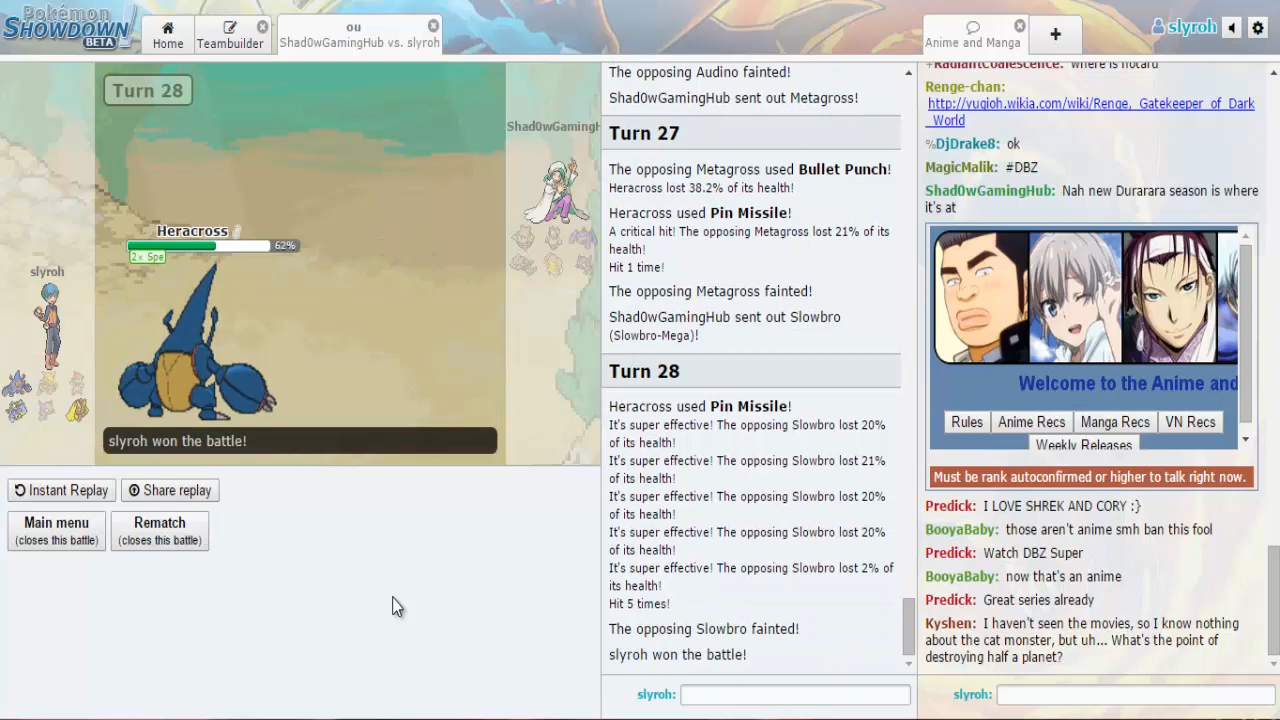 Pokémon
SHOWDOWN
BETA
Home
Teambuilder
ou
Shad0wGamingHub vs. slyroh
Anime and Manga
+
slyroh
Turn 28
Shad0wGamingH
Heracross
62%
2x Spe
slyroh
slyroh won the battle!
Instant Replay
Share replay
Main menu
(closes this battle)
Rematch
(closes this battle)
The opposing Audino fainted!
Shad0wGamingHub sent out Metagross!
Turn 27
The opposing Metagross used Bullet Punch!
Heracross lost 38.2% of its health!
Heracross used Pin Missile!
A critical hit! The opposing Metagross lost 21% of its
health!
Hit 1 time!
The opposing Metagross fainted!
Shad0wGamingHub sent out Slowbro
(Slowbro-Mega)!
Turn 28
Heracross used Pin Missile!
It's super effective! The opposing Slowbro lost 20%
of its health!
It's super effective! The opposing Slowbro lost 21%
of its health!
It's super effective! The opposing Slowbro lost 20%
of its health!
It's super effective! The opposing Slowbro lost 20%
of its health!
It's super effective! The opposing Slowbro lost 2% of
its health!
Hit 5 times!
The opposing Slowbro fainted!
slyroh won the battle!
slyroh:
+RadiantCoalescence: where is hotaru
Renge-chan:
http://yugioh.wikia.com/wiki/Renge,_Gatekeeper_of_Dark
_World
%DjDrake8: ok
MagicMalik: #DBZ
Shad0wGamingHub: Nah new Durarara season is where
it's at
Welcome to the Anime and
Rules
Anime Recs
Manga Recs
VN Recs
Weekly Releases
Must be rank autoconfirmed or higher to talk right now.
Predick: I LOVE SHREK AND CORY :}
BooyaBaby: those aren't anime smh ban this fool
Predick: Watch DBZ Super
BooyaBaby: now that's an anime
Predick: Great series already
Kyshen: I haven't seen the movies, so I know nothing
about the cat monster, but uh... What's the point of
destroying half a planet?
slyroh: